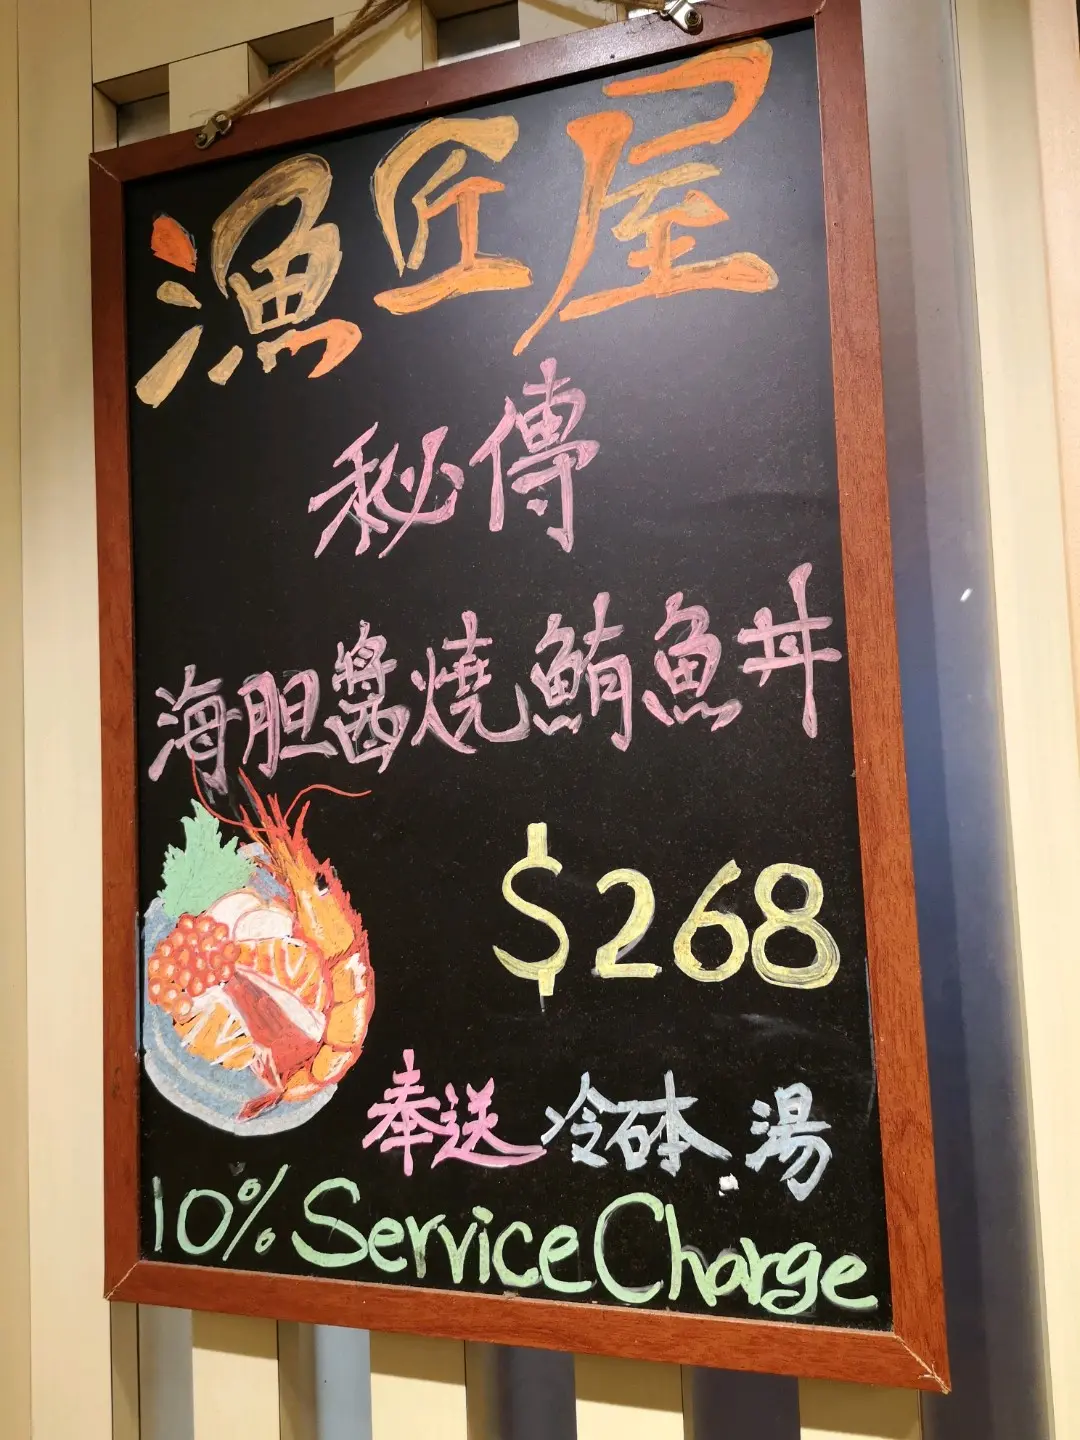 漁匠屋
秘傳
海胆醬燒鮪魚丼
$268
奉送 冷砵、湯
10% Service Charge